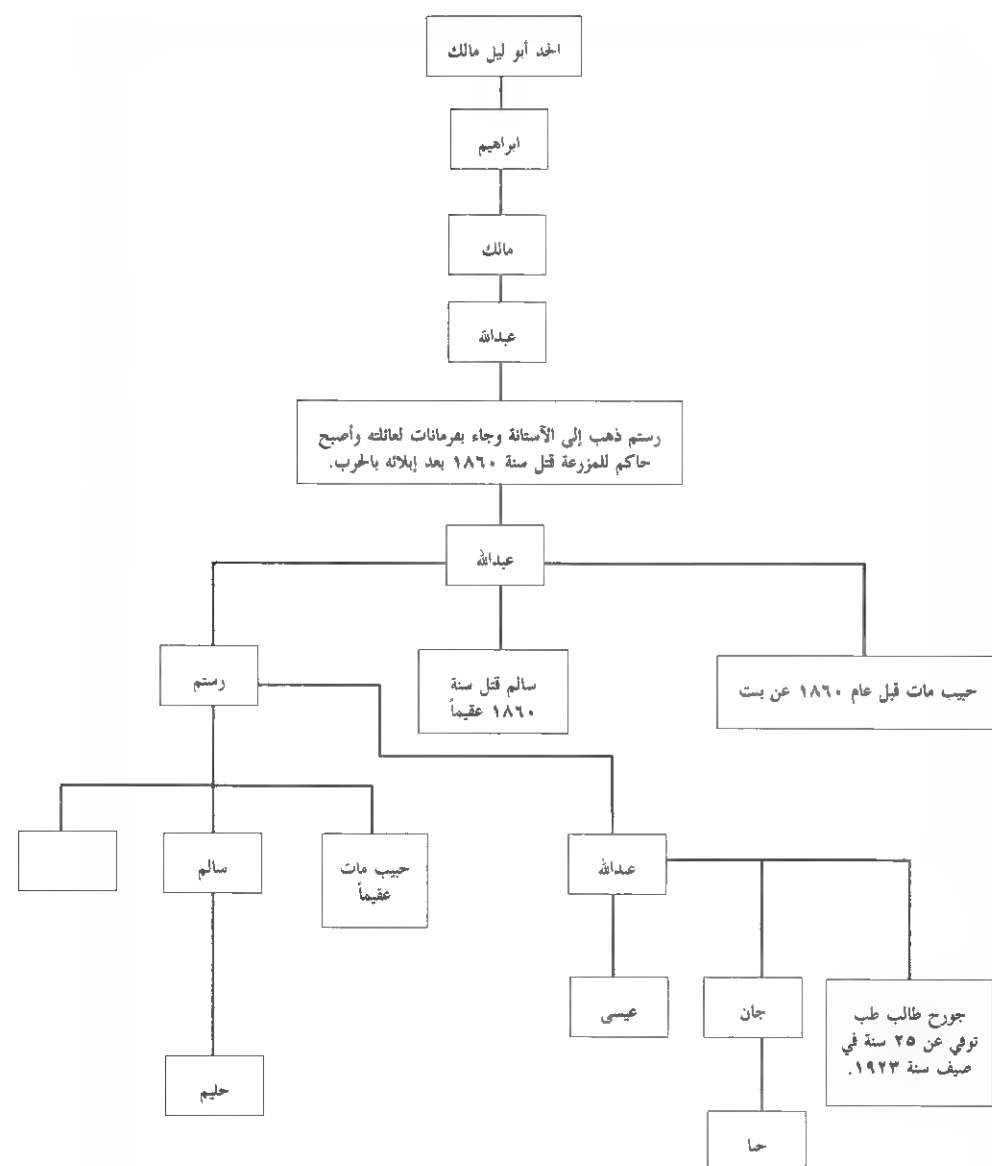 الجد أبو ليل مالك
ابراهيم
مالك
عبدالله
رستم ذهب إلى الآستانة وجاء بفرمانات لعائلته وأصبح
حاكم للمزرعة قتل سنة ١٨٦٠ بعد إبلائه بالحرب.
عبدالله
حبيب مات قبل عام ١٨٦٠ عن بنت
سالم قتل سنة
١٨٦٠ عقيماً
رستم
عبدالله
حبيب مات
عقيماً
سالم
جورج طالب طب
توفي عن ٢٥ سنة في
صيف سنة ١٩٢٣.
جان
عيسى
حليم
حنا